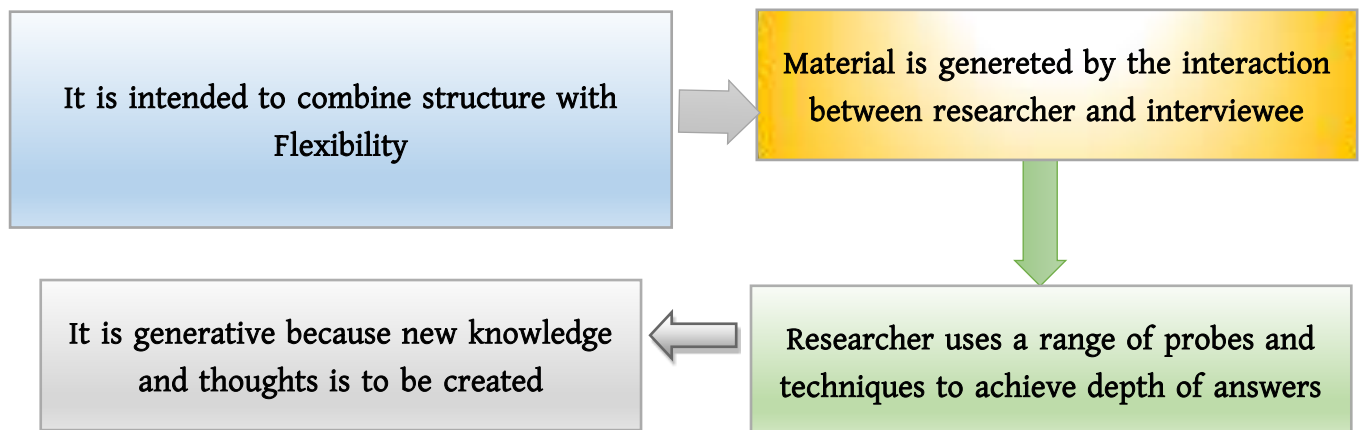 It is intended to combine structure with
Flexibility
Material is genereted by the interaction
between researcher and interviewee
Researcher uses a range of probes and
techniques to achieve depth of answers
It is generative because new knowledge
and thoughts is to be created